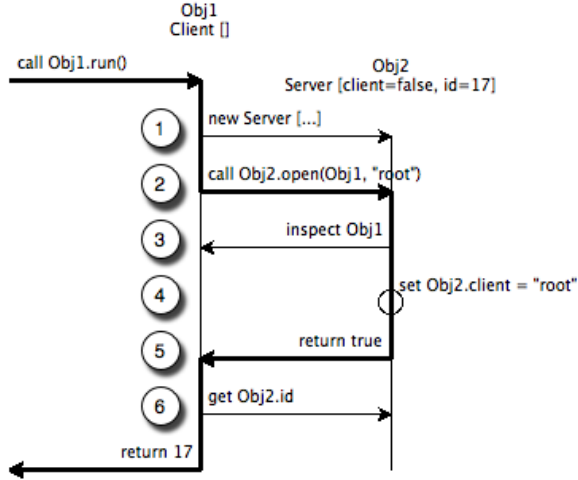 Obj1
Client []
call Obj1.run()
Obj2
Server [client=false, id=17]
1
new Server [...]
2
call Obj2.open(Obj1, "root")
3
inspect Obj1
4
set Obj2.client = "root"
5
return true
6
get Obj2.id
return 17